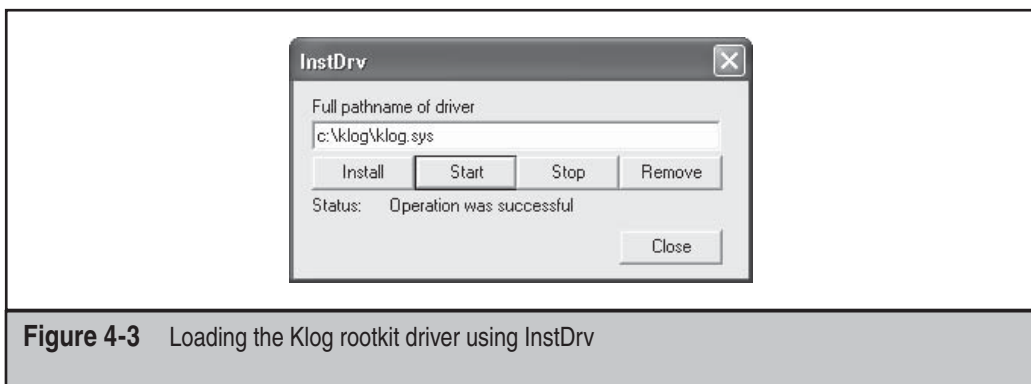 InstDrv
Full pathname of driver
c:\klog\klog.sys
Install Start Stop Remove
Status: Operation was successful
Close
Figure 4-3 Loading the Klog rootkit driver using InstDrv